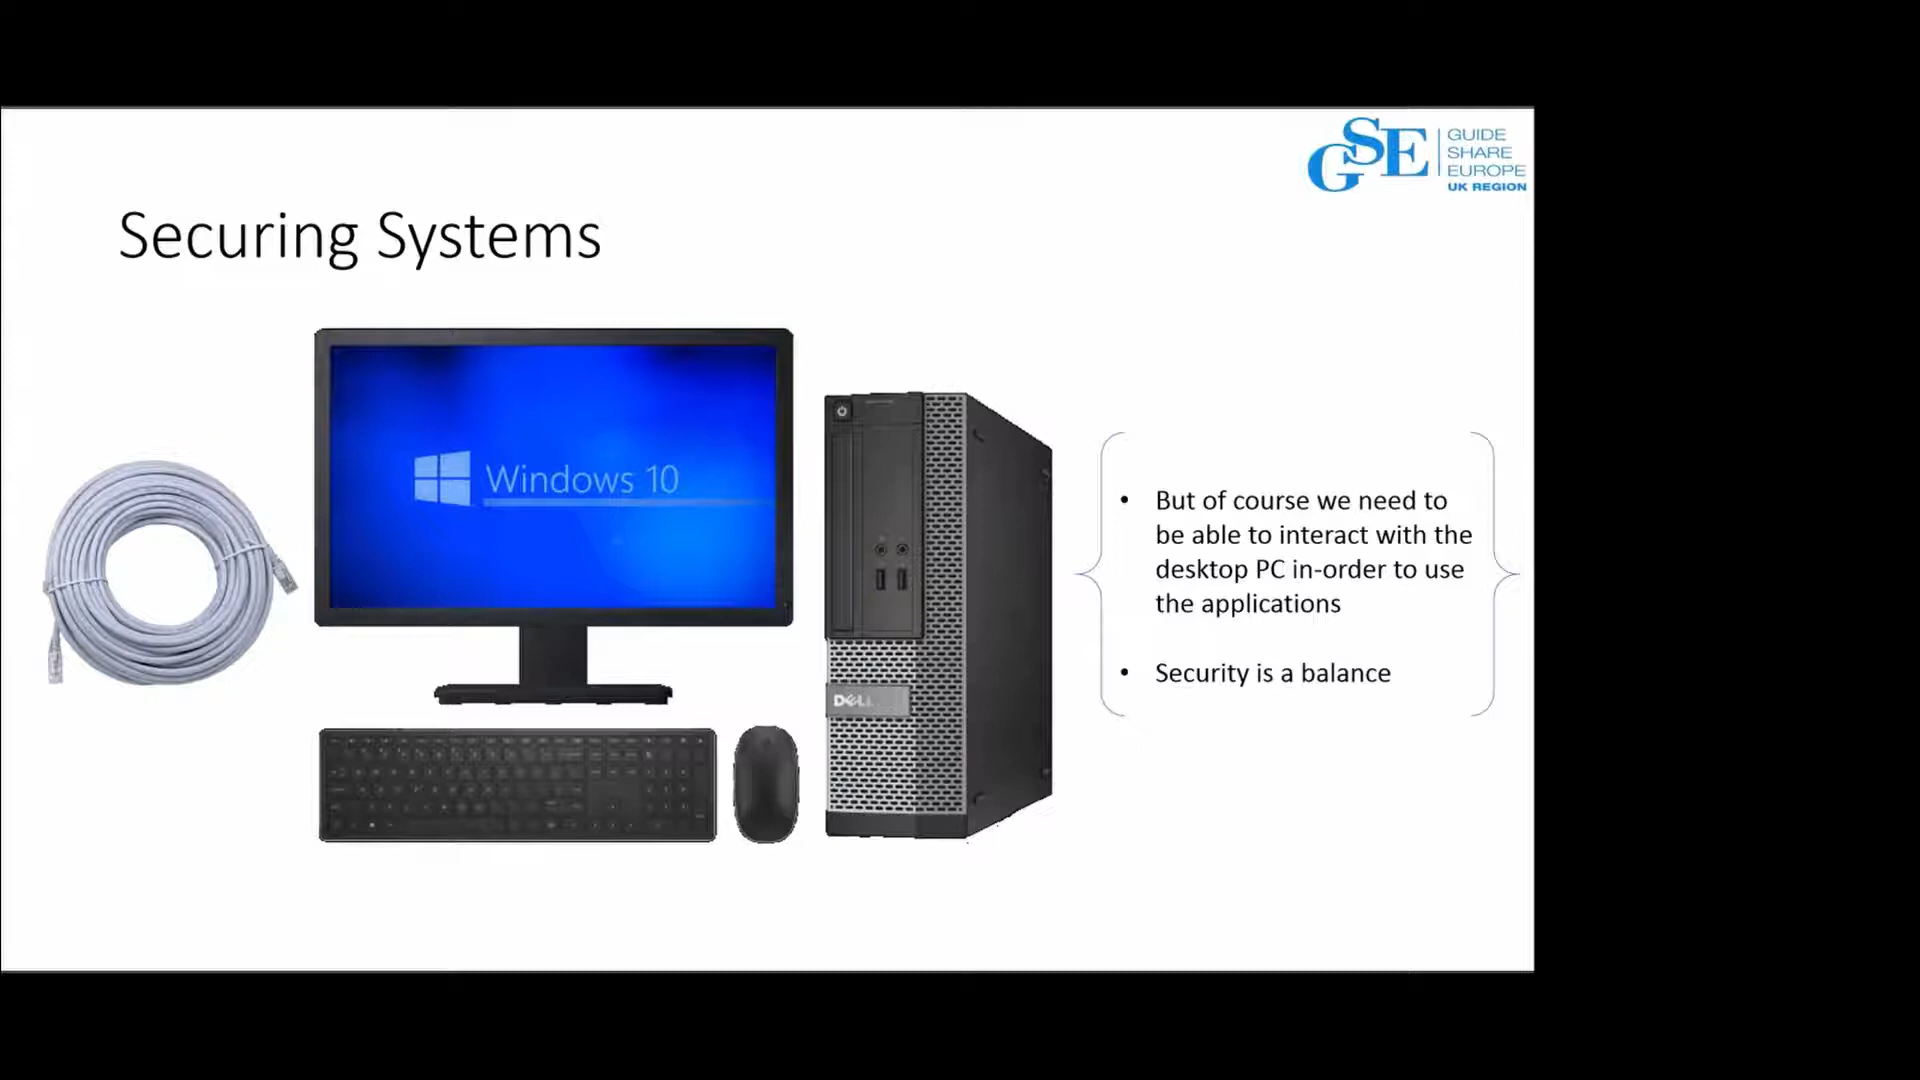 GSE
GUIDE
SHARE
EUROPE
UK REGION
Securing Systems
Windows 10
DELL
• But of course we need to
be able to interact with the
desktop PC in-order to use
the applications
• Security is a balance